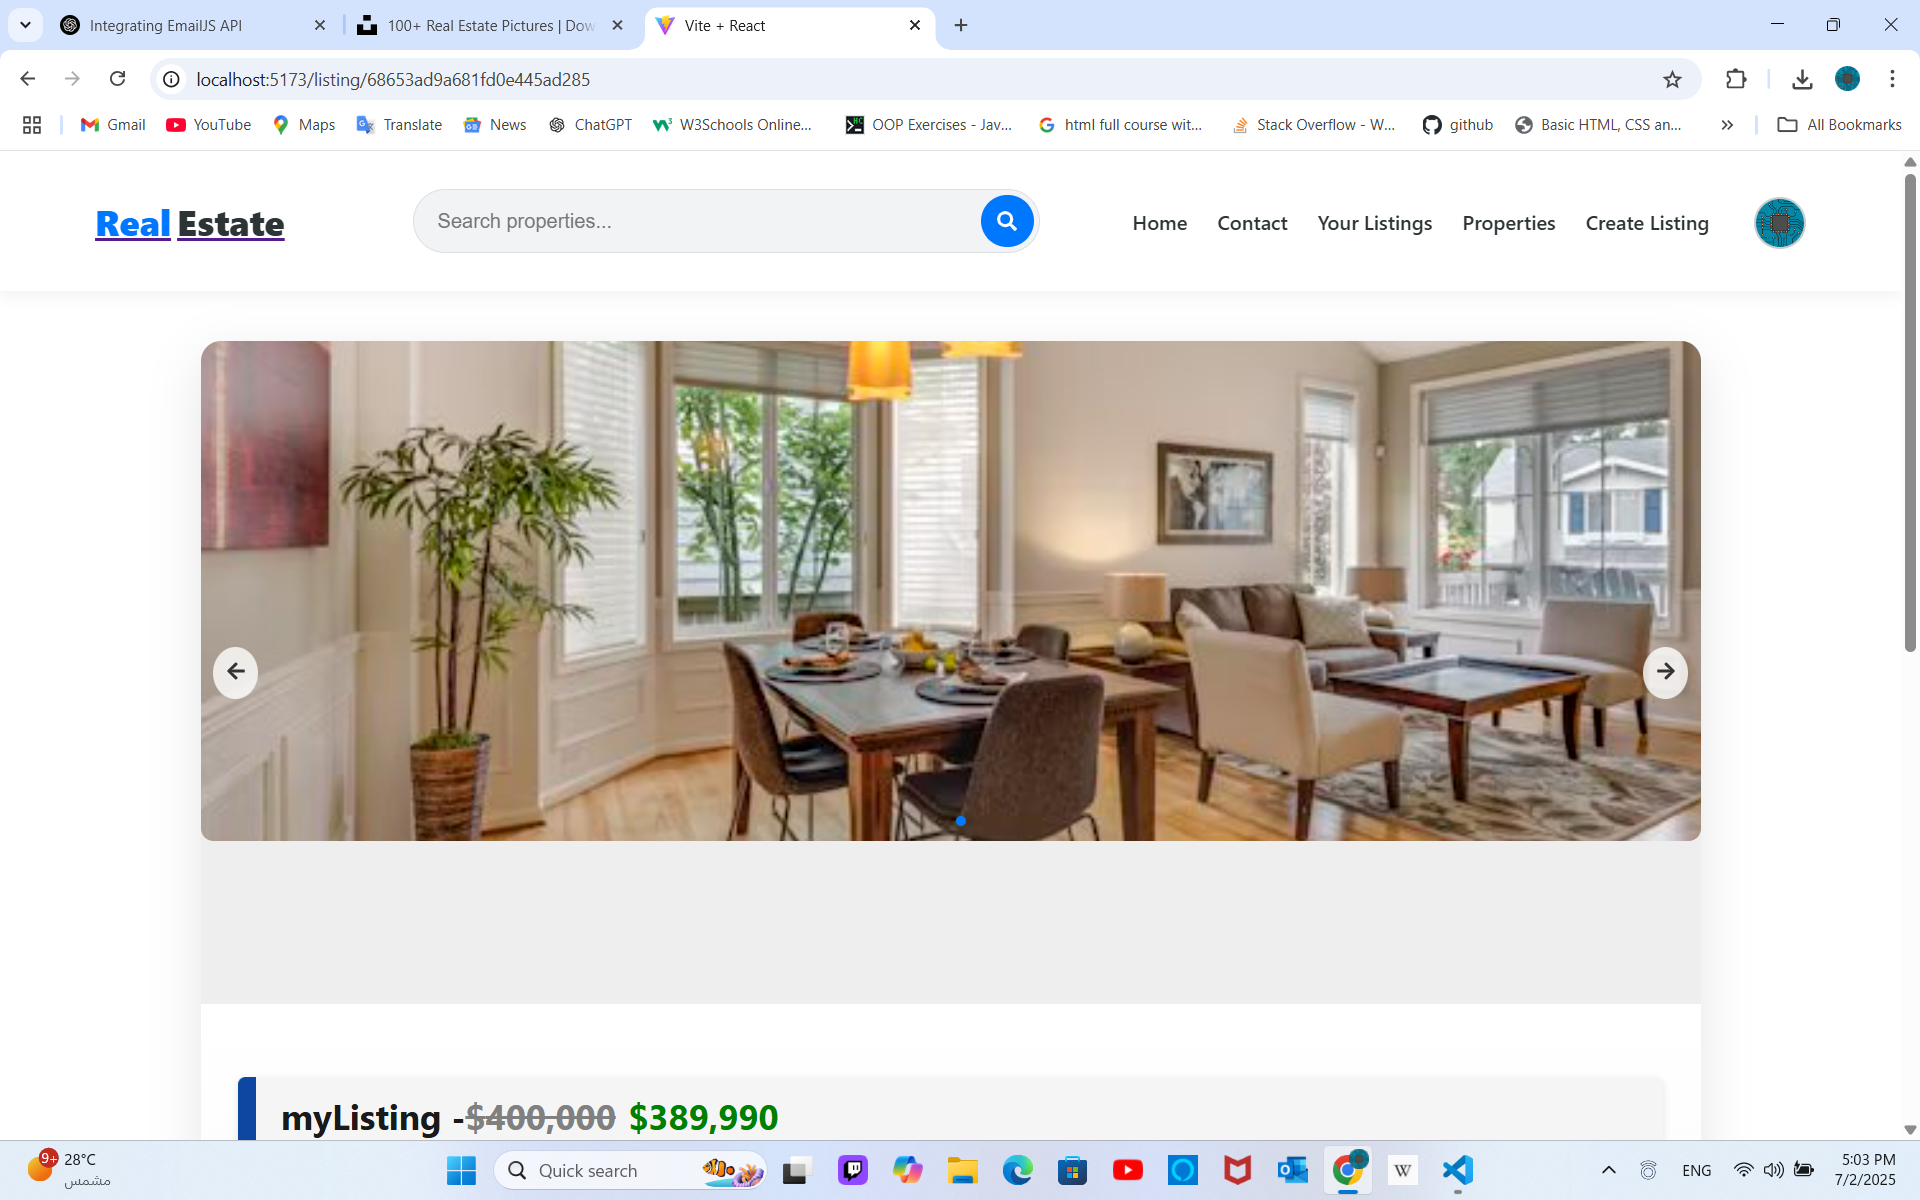 Integrating EmailJS API
100+ Real Estate Pictures | Dow
Vite + React
localhost:5173/listing/68653ad9a681fd0e445ad285
Gmail
YouTube
Maps
Translate
News
ChatGPT
W3Schools Online...
OOP Exercises - Jav...
html full course wit...
Stack Overflow - W...
github
Basic HTML, CSS an...
All Bookmarks
Real Estate
Search properties...
Home
Contact
Your Listings
Properties
Create Listing
myListing -$400,000 $389,990
9+
28°C
مشمس
Quick search
W
ENG
5:03 PM
7/2/2025